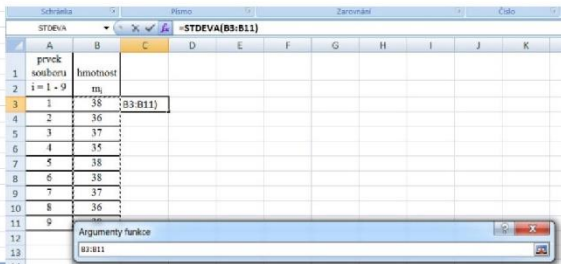 Schránka Písmo Zarovnání Číslo
STDEVA =STDEVA(B3:B11)
A B C D E F G H I J K
1 prvek souboru hmotnost
2 i = 1 - 9 mi
3 1 38 B3:B11)
4 2 36
5 3 37
6 4 35
7 5 38
8 6 38
9 7 37
10 8 36
11 9
12 Argumenty funkce
13 B3:B11